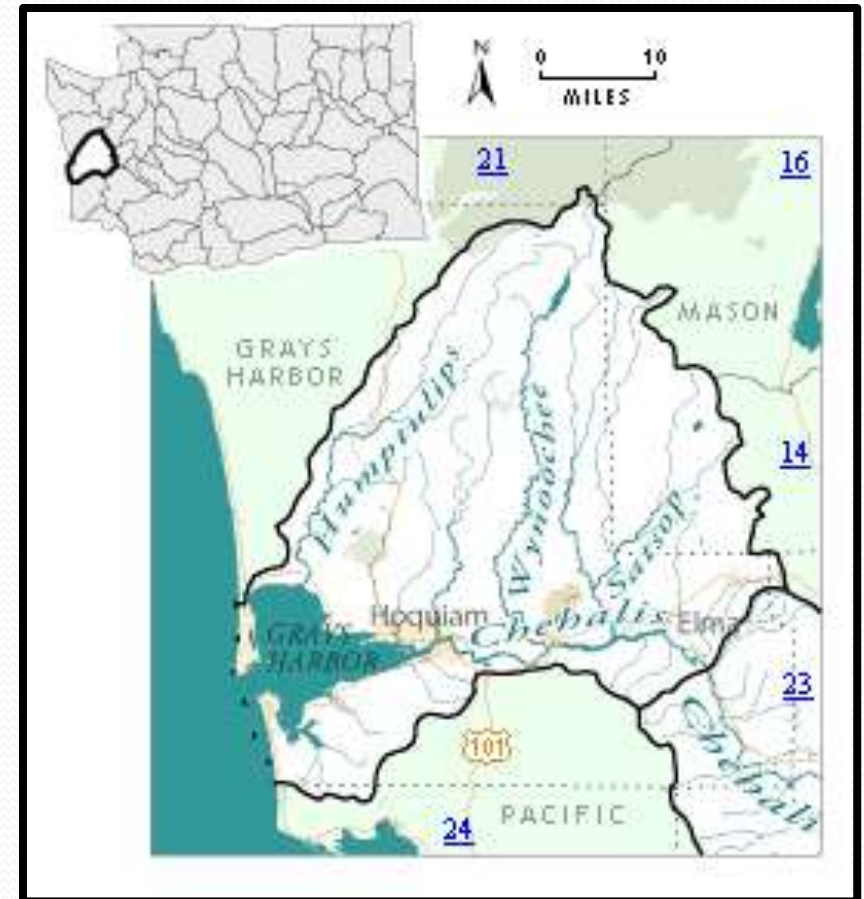 N
0 10
MILES
21
16
MASON
GRAYS
HARBOR
Humptulips
Wynoochee
14
Satsop
Hoquiam
Chehalis
Elma
GRAYS
HARBOR
23
Chehalis
101
PACIFIC
24